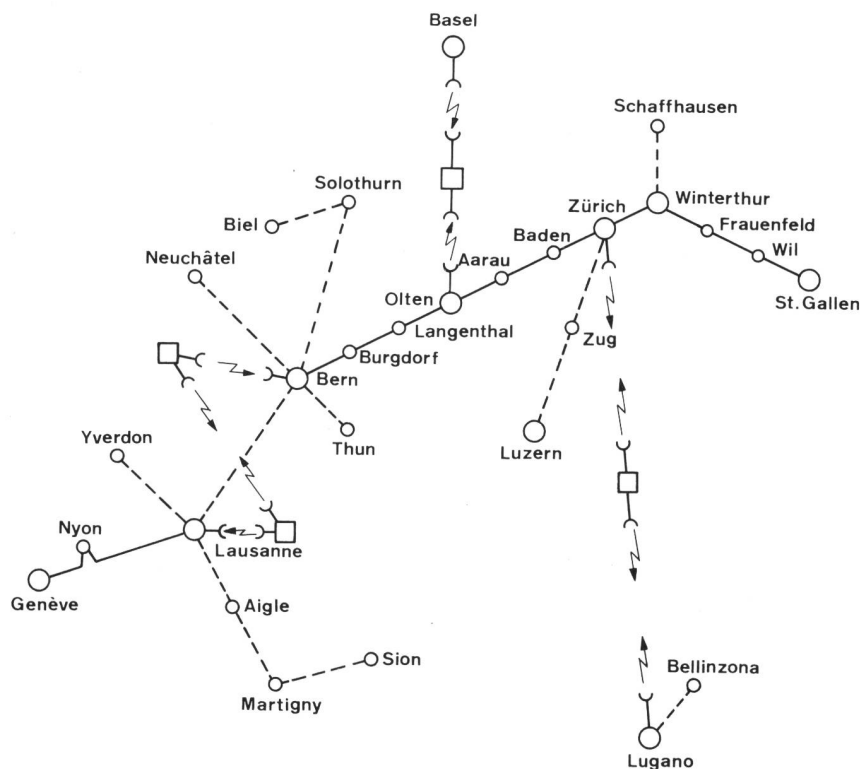 Basel
Schaffhausen
Solothurn
Zürich
Winterthur
Biel
Baden
Frauenfeld
Neuchâtel
Aarau
Wil
Olten
St. Gallen
Langenthal
Zug
Burgdorf
Bern
Yverdon
Thun
Luzern
Nyon
Lausanne
Genève
Aigle
Sion
Bellinzona
Martigny
Lugano